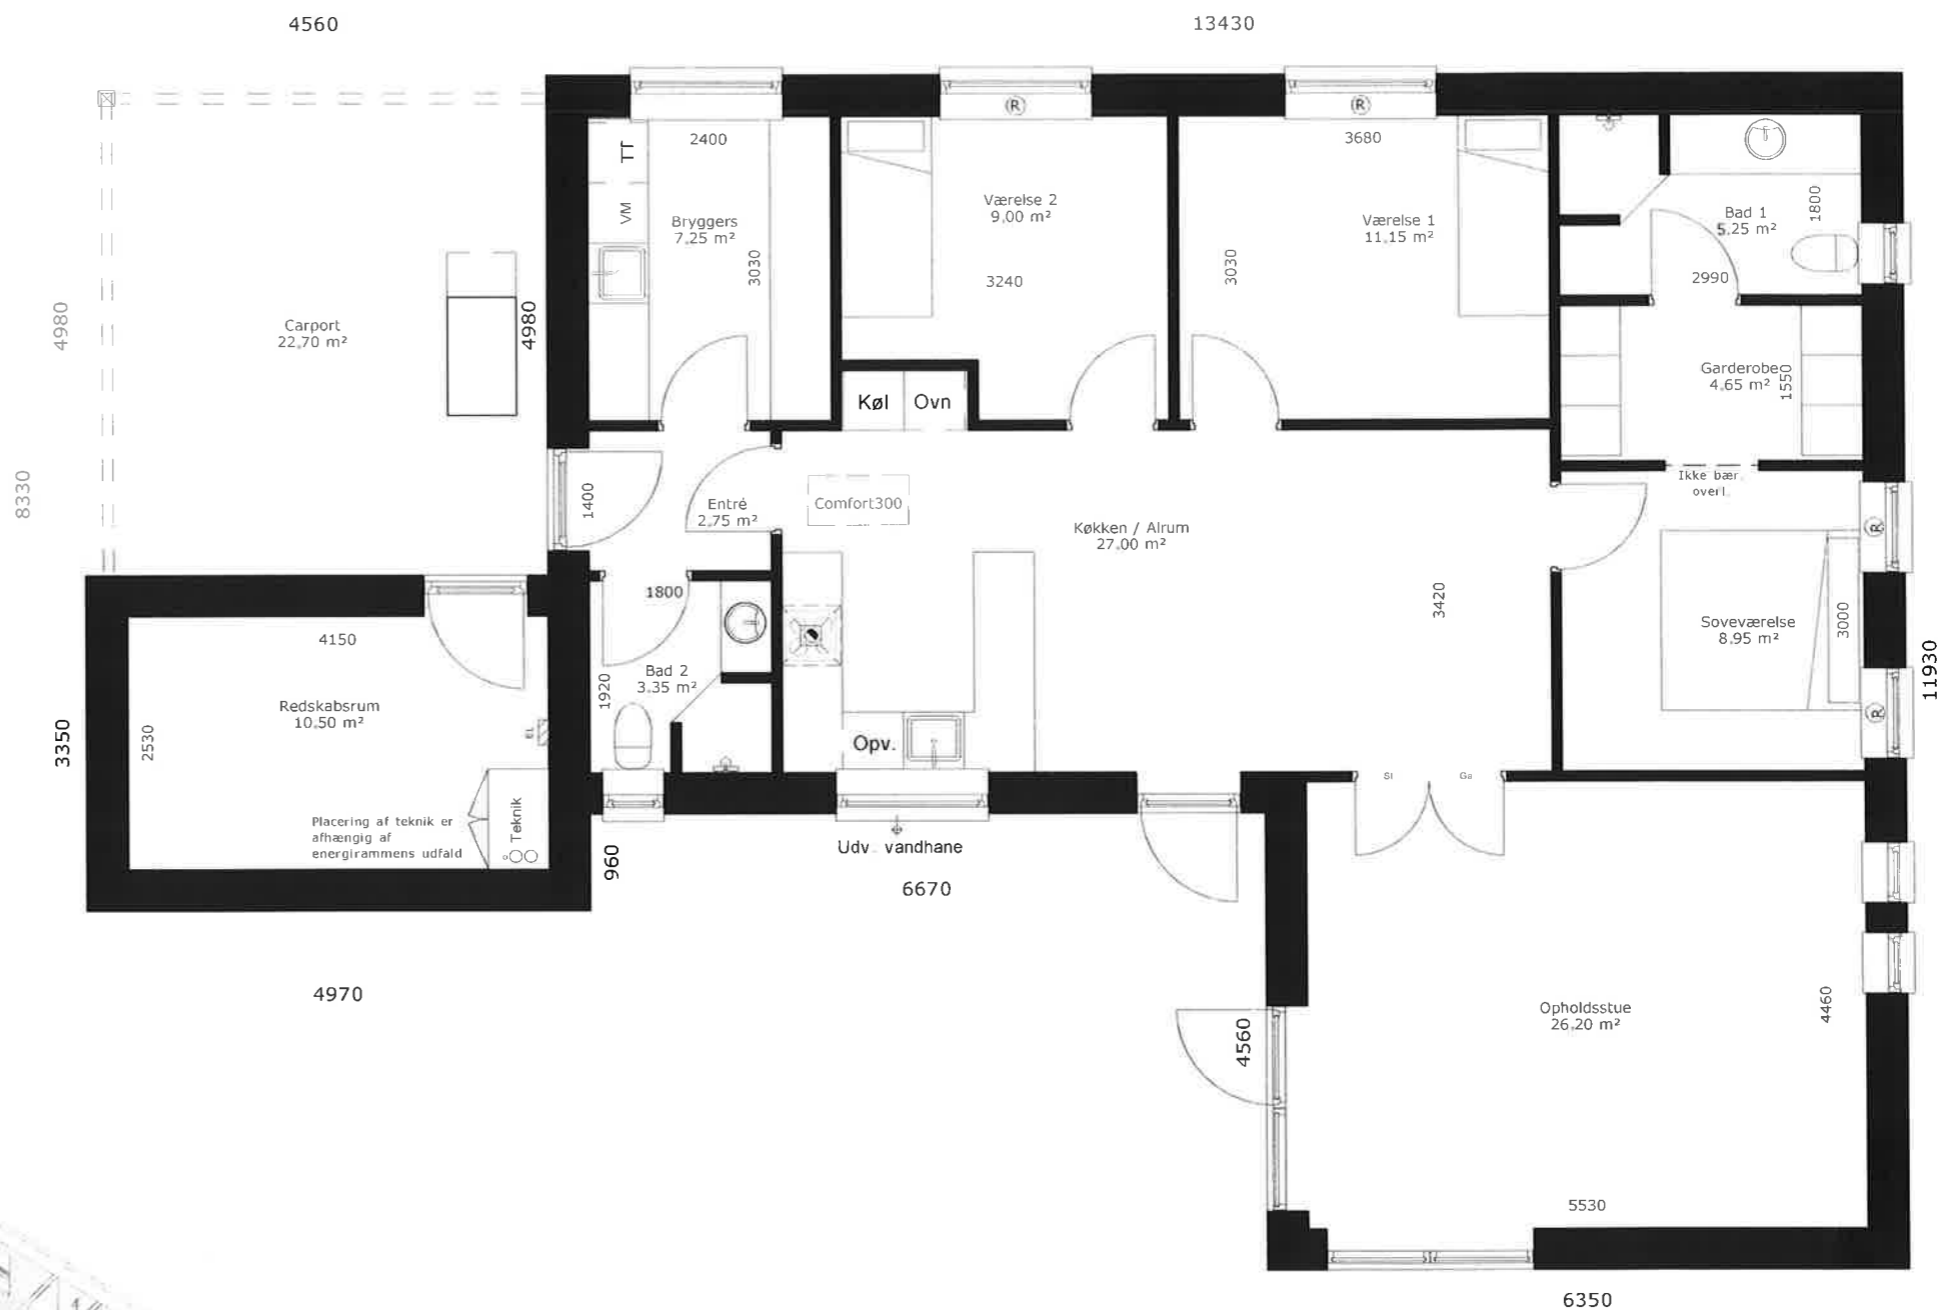 4560
13430
2400
3680
TT
VM
Bryggers
7,25 m²
3030
Værelse 2
9,00 m²
3240
Værelse 1
11,15 m²
3030
Bad 1
5,25 m²
1800
2990
Carport
22,70 m²
4980
4980
8330
Køl
Ovn
Garderobe
4,65 m²
1550
Ikke bær.
overl.
1400
Entré
2,75 m²
Comfort300
Køkken / Alrum
27,00 m²
3420
1800
Bad 2
3,35 m²
1920
Soveværelse
8,95 m²
3000
11930
4150
Redskabsrum
10,50 m²
2530
3350
EL
Opv.
Sl
Ga
Placering af teknik er
afhængig af
energirammens udfald
Teknik
960
Udv. vandhane
6670
4970
4560
Opholdsstue
26,20 m²
4460
5530
6350
R
R
R
R